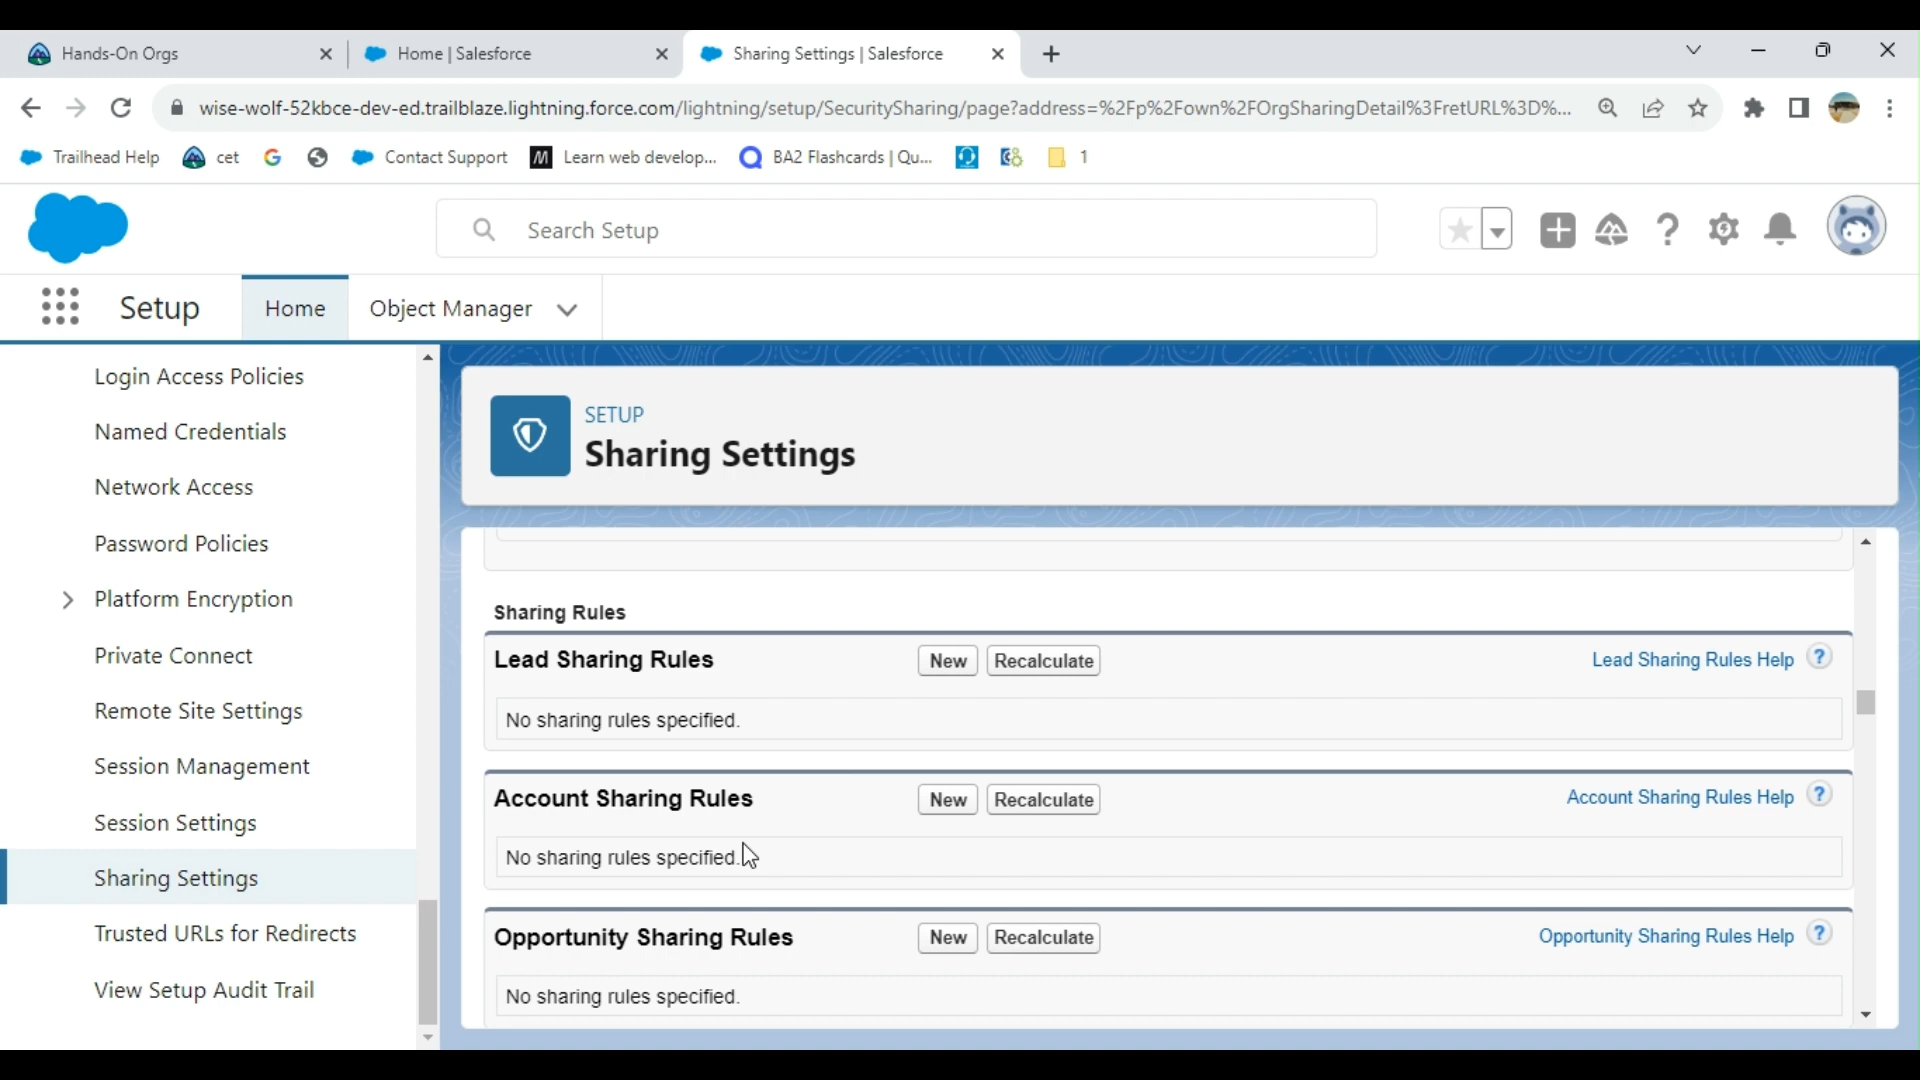 Hands-On Orgs
Home | Salesforce
Sharing Settings | Salesforce
wise-wolf-52kbce-dev-ed.trailblaze.lightning.force.com/lightning/setup/SecuritySharing/page?address=%2Fp%2Fown%2FOrgSharingDetail%3FretURL%3D%...
Trailhead Help
cet
Contact Support
Learn web develop...
BA2 Flashcards | Qu...
1
Search Setup
Setup
Home
Object Manager
Login Access Policies
Named Credentials
Network Access
Password Policies
Platform Encryption
Private Connect
Remote Site Settings
Session Management
Session Settings
Sharing Settings
Trusted URLs for Redirects
View Setup Audit Trail
SETUP
Sharing Settings
Sharing Rules
Lead Sharing Rules New Recalculate Lead Sharing Rules Help ?
No sharing rules specified.
Account Sharing Rules New Recalculate Account Sharing Rules Help ?
No sharing rules specified.
Opportunity Sharing Rules New Recalculate Opportunity Sharing Rules Help ?
No sharing rules specified.